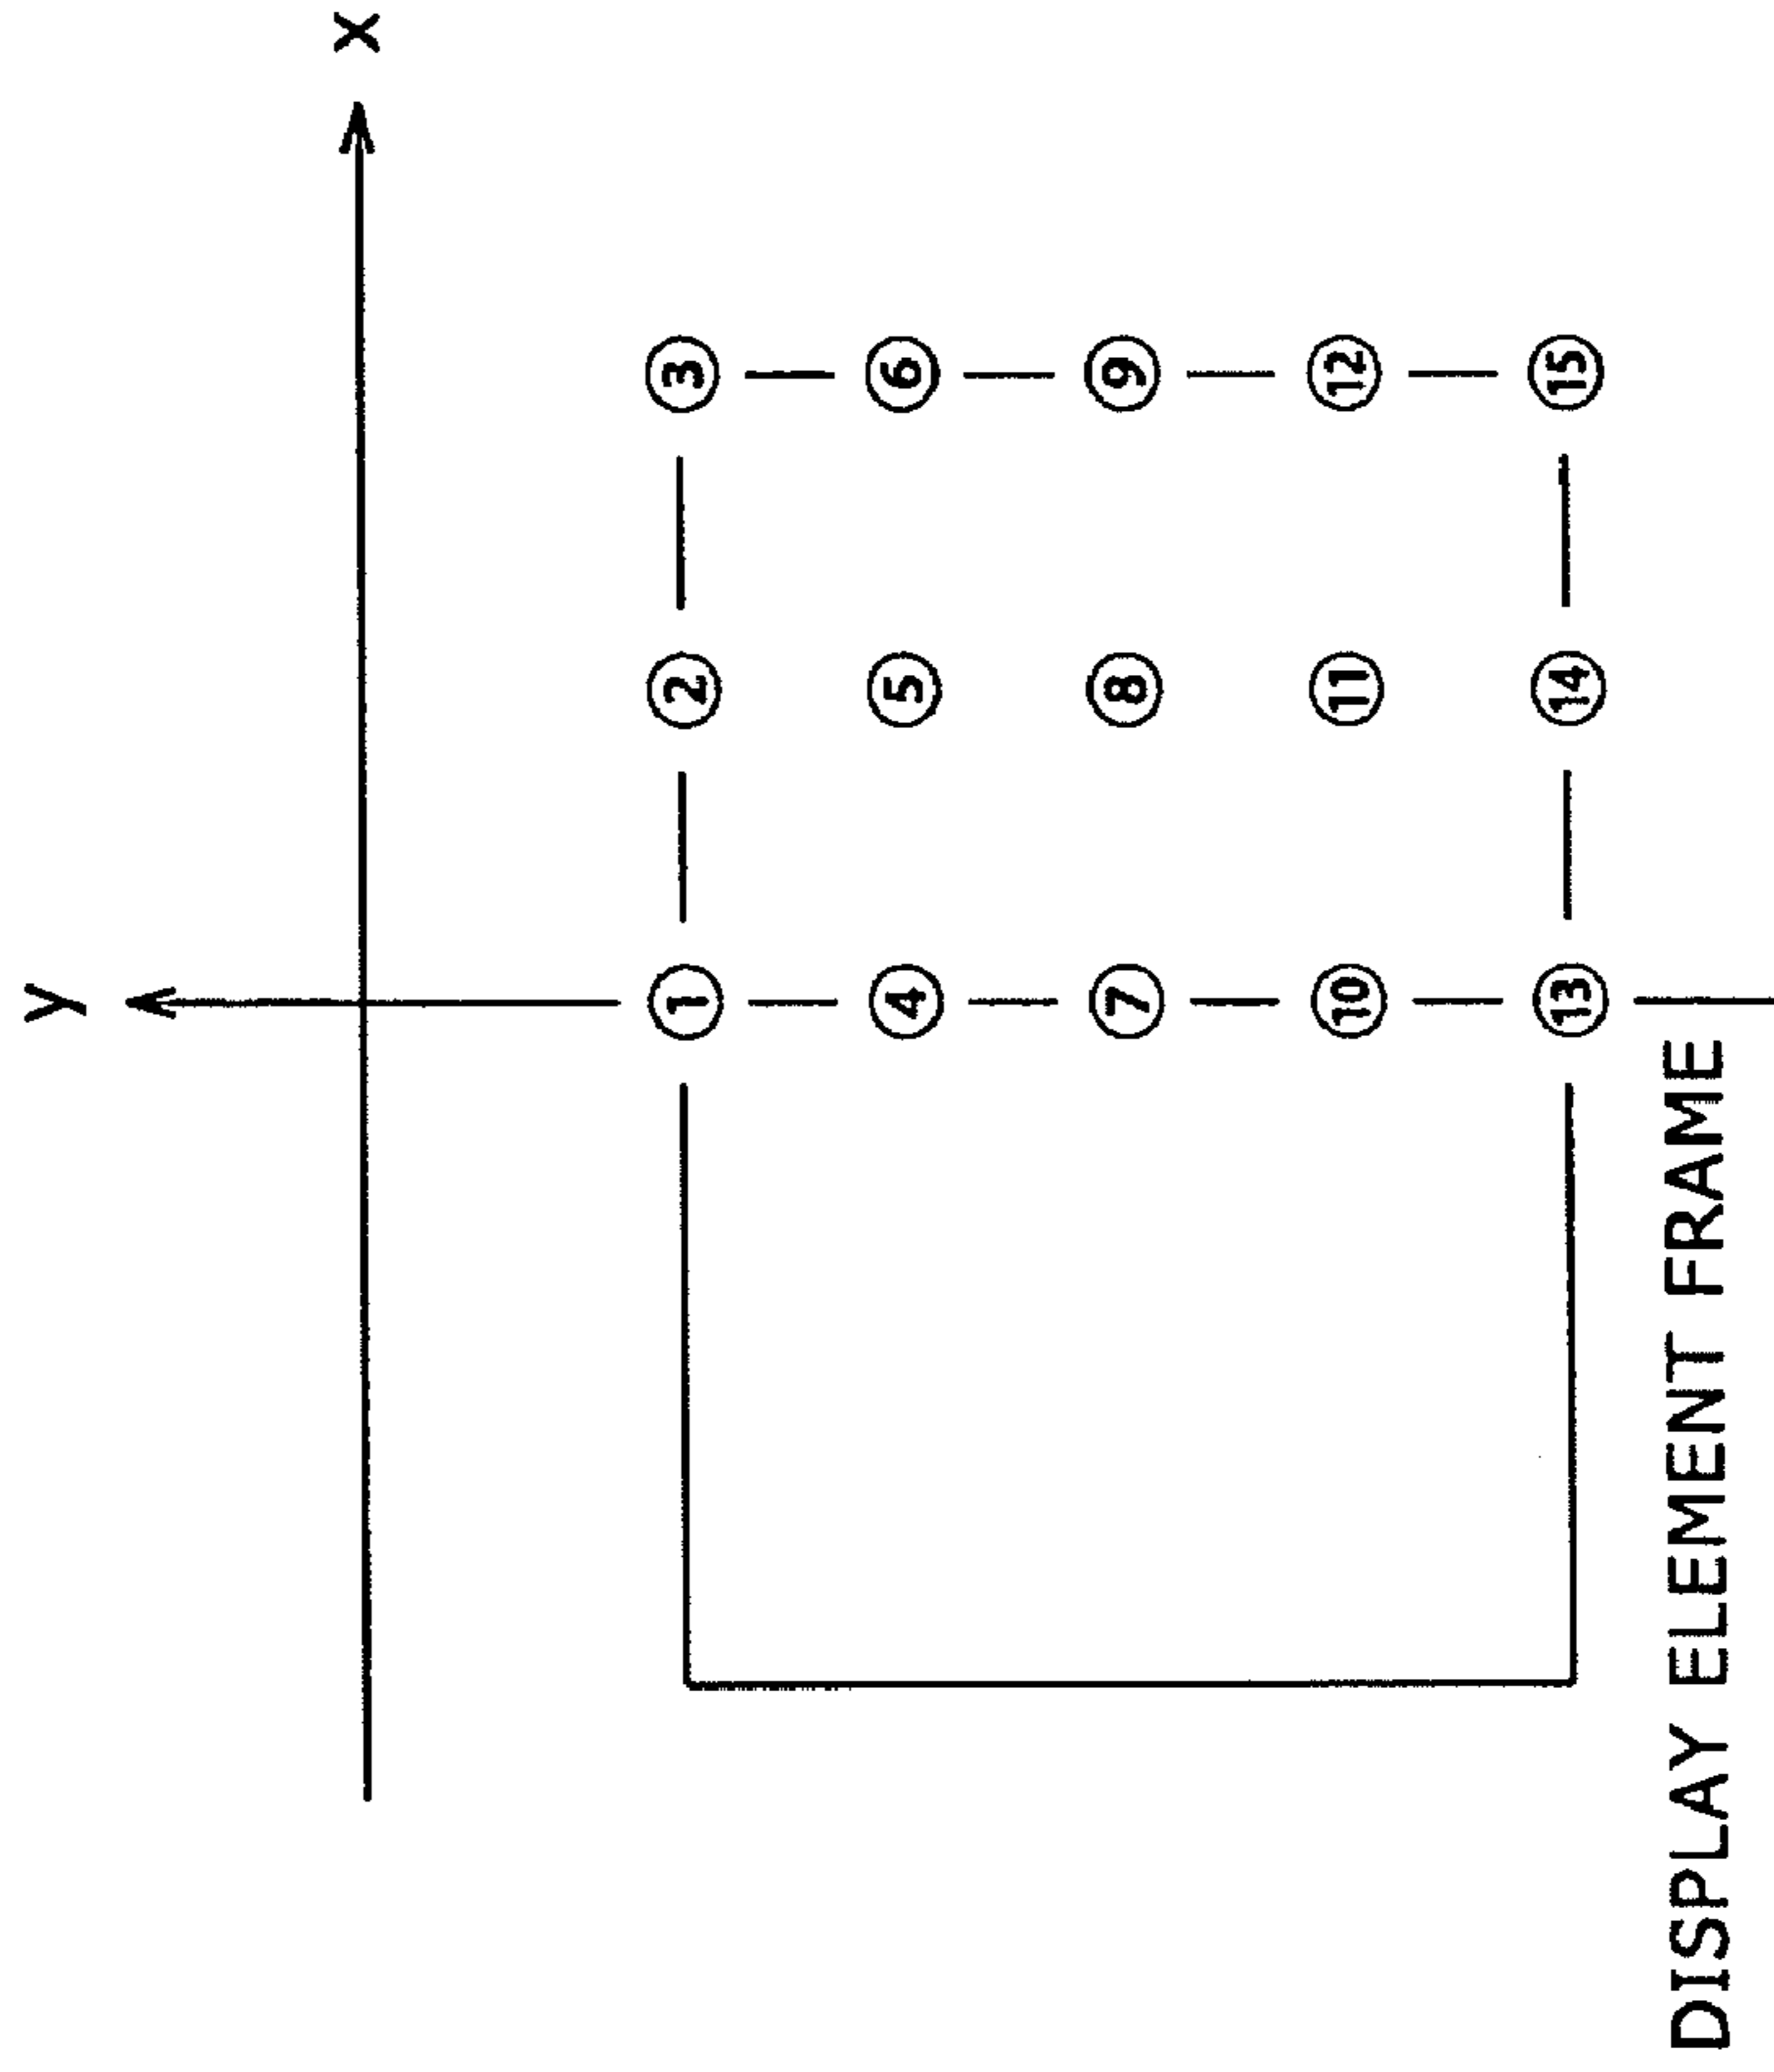 y
x
① ② ③
④ ⑤ ⑥
⑦ ⑧ ⑨
⑩ ⑪ ⑫
⑬ ⑭ ⑮
DISPLAY ELEMENT FRAME